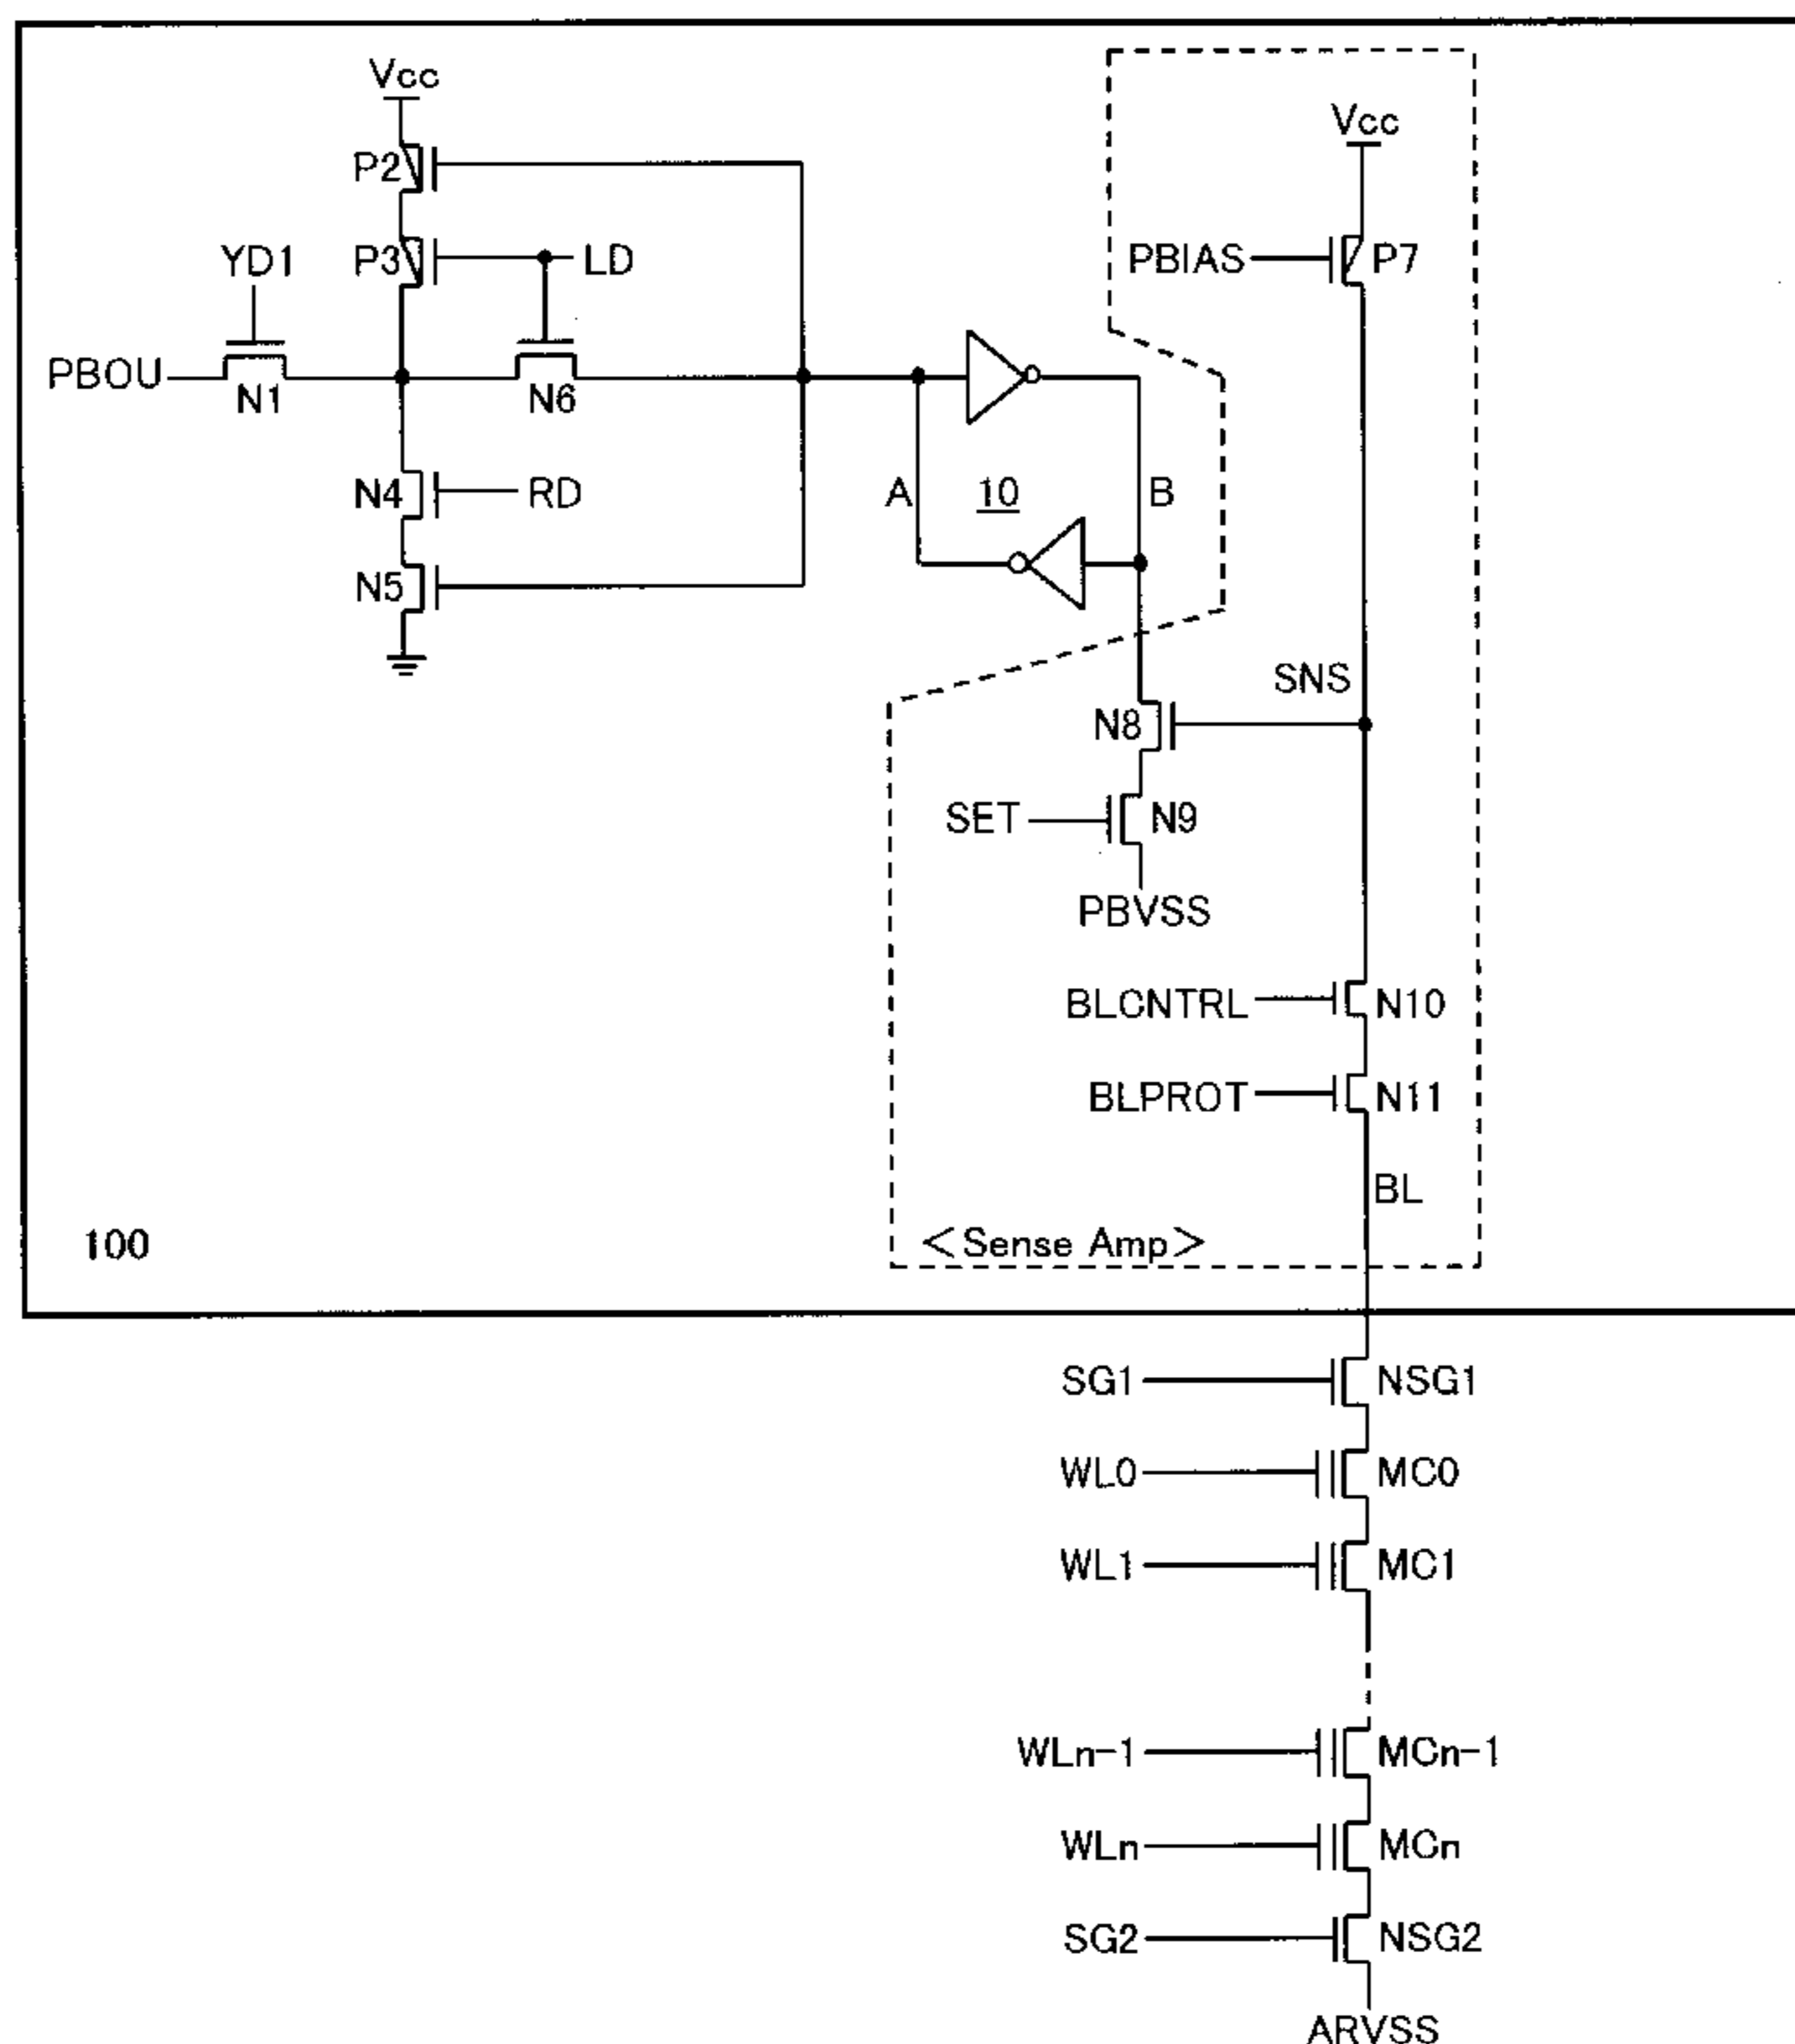 Vcc
Vcc
P2
YD1
P3
LD
PBIAS
P7
PBOU
N1
N6
N4
RD
A
10
B
N5
SNS
N8
SET
N9
PBVSS
BLCNTRL
N10
BLPROT
N11
BL
100
<Sense Amp>
SG1
NSG1
WL0
MC0
WL1
MC1
WLn-1
MCn-1
WLn
MCn
SG2
NSG2
ARVSS